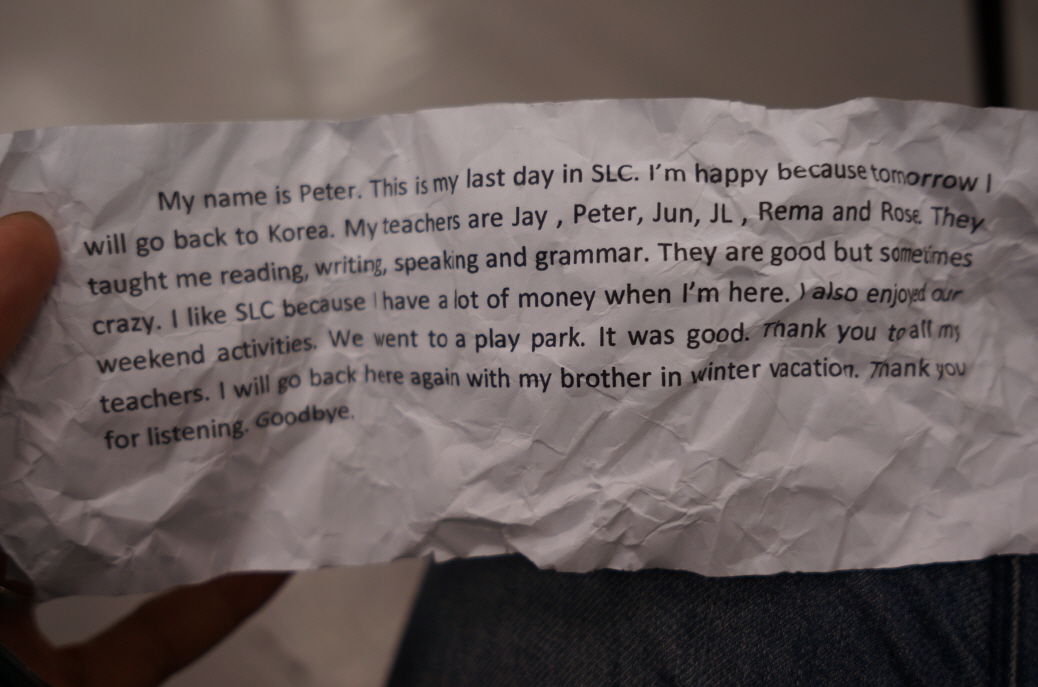 My name is Peter. This is my last day in SLC. I'm happy because tomorrow I
will go back to Korea. My teachers are Jay , Peter, Jun, JL , Rema and Rose. They
taught me reading, writing, speaking and grammar. They are good but sometimes
crazy. I like SLC because I have a lot of money when I'm here. I also enjoyed our
weekend activities. We went to a play park. It was good. Thank you to all my
teachers. I will go back here again with my brother in winter vacation. Thank you
for listening. Goodbye.